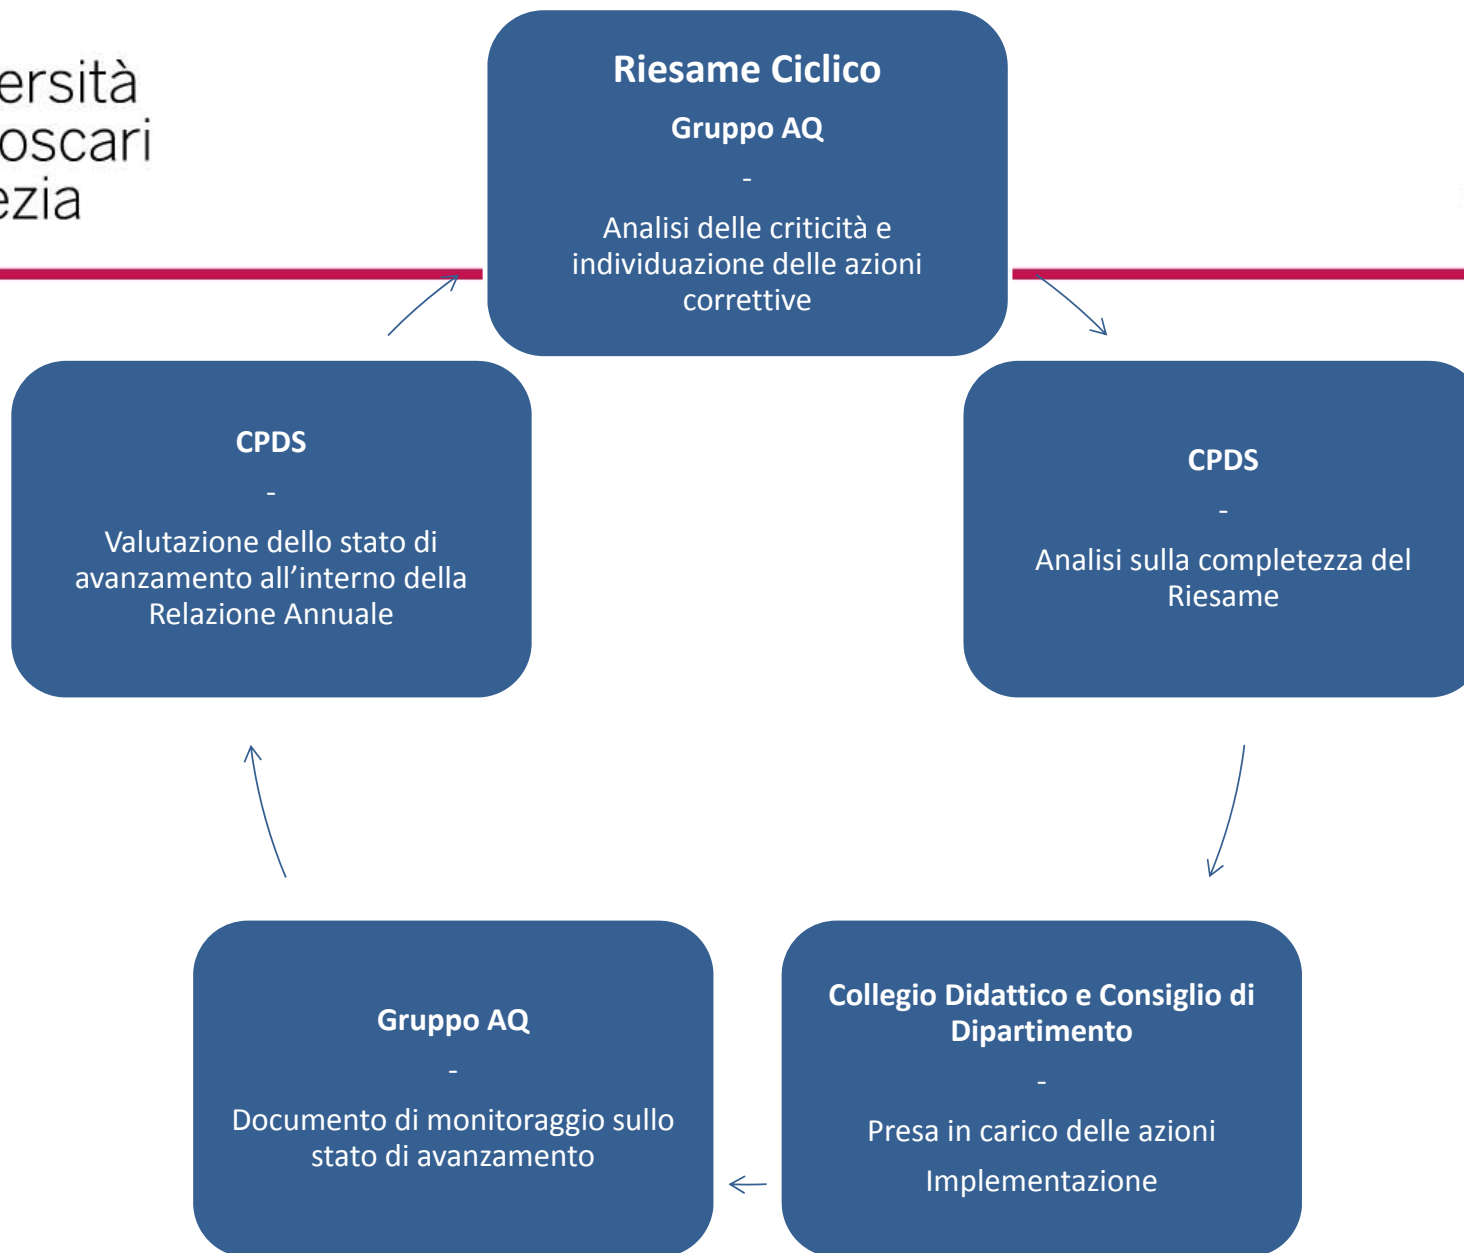 ersità
oscari
ezia
Riesame Ciclico
Gruppo AQ
-
Analisi delle criticità e
individuazione delle azioni
correttive
CPDS
-
Valutazione dello stato di
avanzamento all’interno della
Relazione Annuale
CPDS
-
Analisi sulla completezza del
Riesame
Gruppo AQ
-
Documento di monitoraggio sullo
stato di avanzamento
Collegio Didattico e Consiglio di
Dipartimento
-
Presa in carico delle azioni
Implementazione